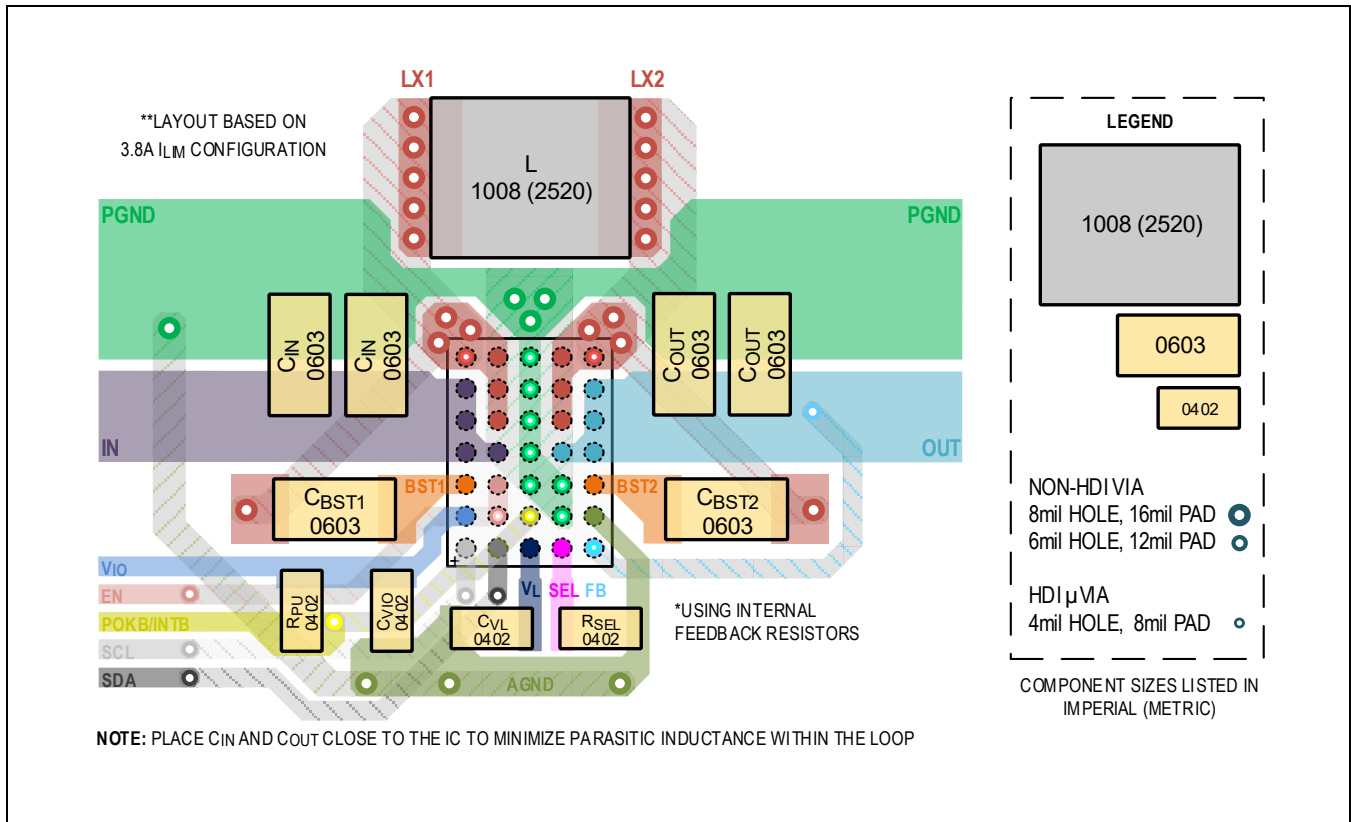 LX1
LX2
**LAYOUT BASED ON
3.8A ILIM CONFIGURATION
L
1008 (2520)
PGND
PGND
CIN
0603
CIN
0603
COUT
0603
COUT
0603
IN
OUT
BST1
BST2
CBST1
0603
CBST2
0603
+
VIO
EN
POKB/INTB
SCL
SDA
RPU
0402
CVIO
0402
VL
SEL
FB
CVL
0402
RSEL
0402
*USING INTERNAL
FEEDBACK RESISTORS
AGND
NOTE: PLACE CIN AND COUT CLOSE TO THE IC TO MINIMIZE PARASITIC INDUCTANCE WITHIN THE LOOP
LEGEND
1008 (2520)
0603
0402
NON-HDI VIA
8mil HOLE, 16mil PAD
6mil HOLE, 12mil PAD
HDI µVIA
4mil HOLE, 8mil PAD
COMPONENT SIZES LISTED IN
IMPERIAL (METRIC)